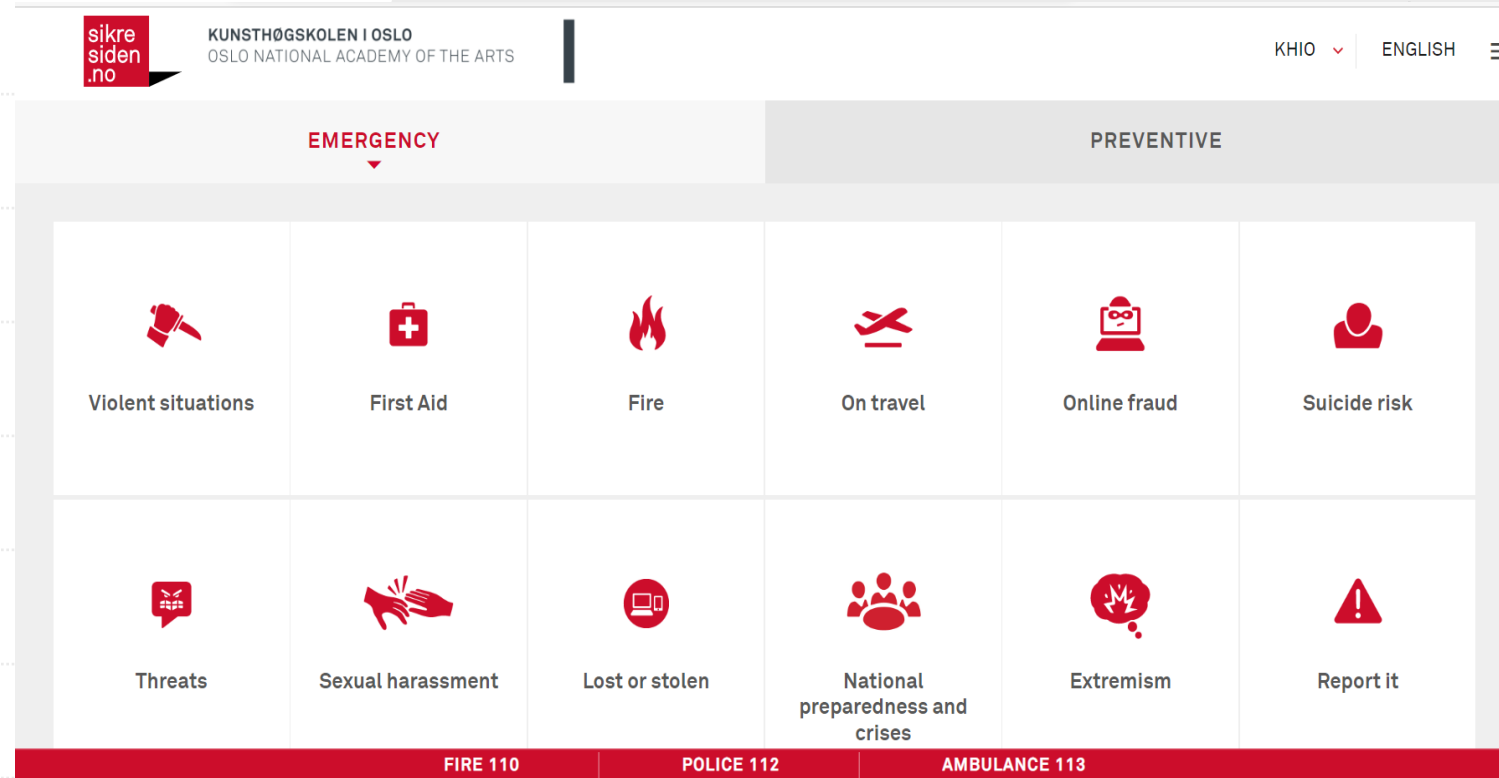 sikre
siden
.no
KUNSTHØGSKOLEN I OSLO
OSLO NATIONAL ACADEMY OF THE ARTS
KHIO
ENGLISH
EMERGENCY
PREVENTIVE
Violent situations
First Aid
Fire
On travel
Online fraud
Suicide risk
Threats
Sexual harassment
Lost or stolen
National
preparedness and
crises
Extremism
Report it
FIRE 110
POLICE 112
AMBULANCE 113